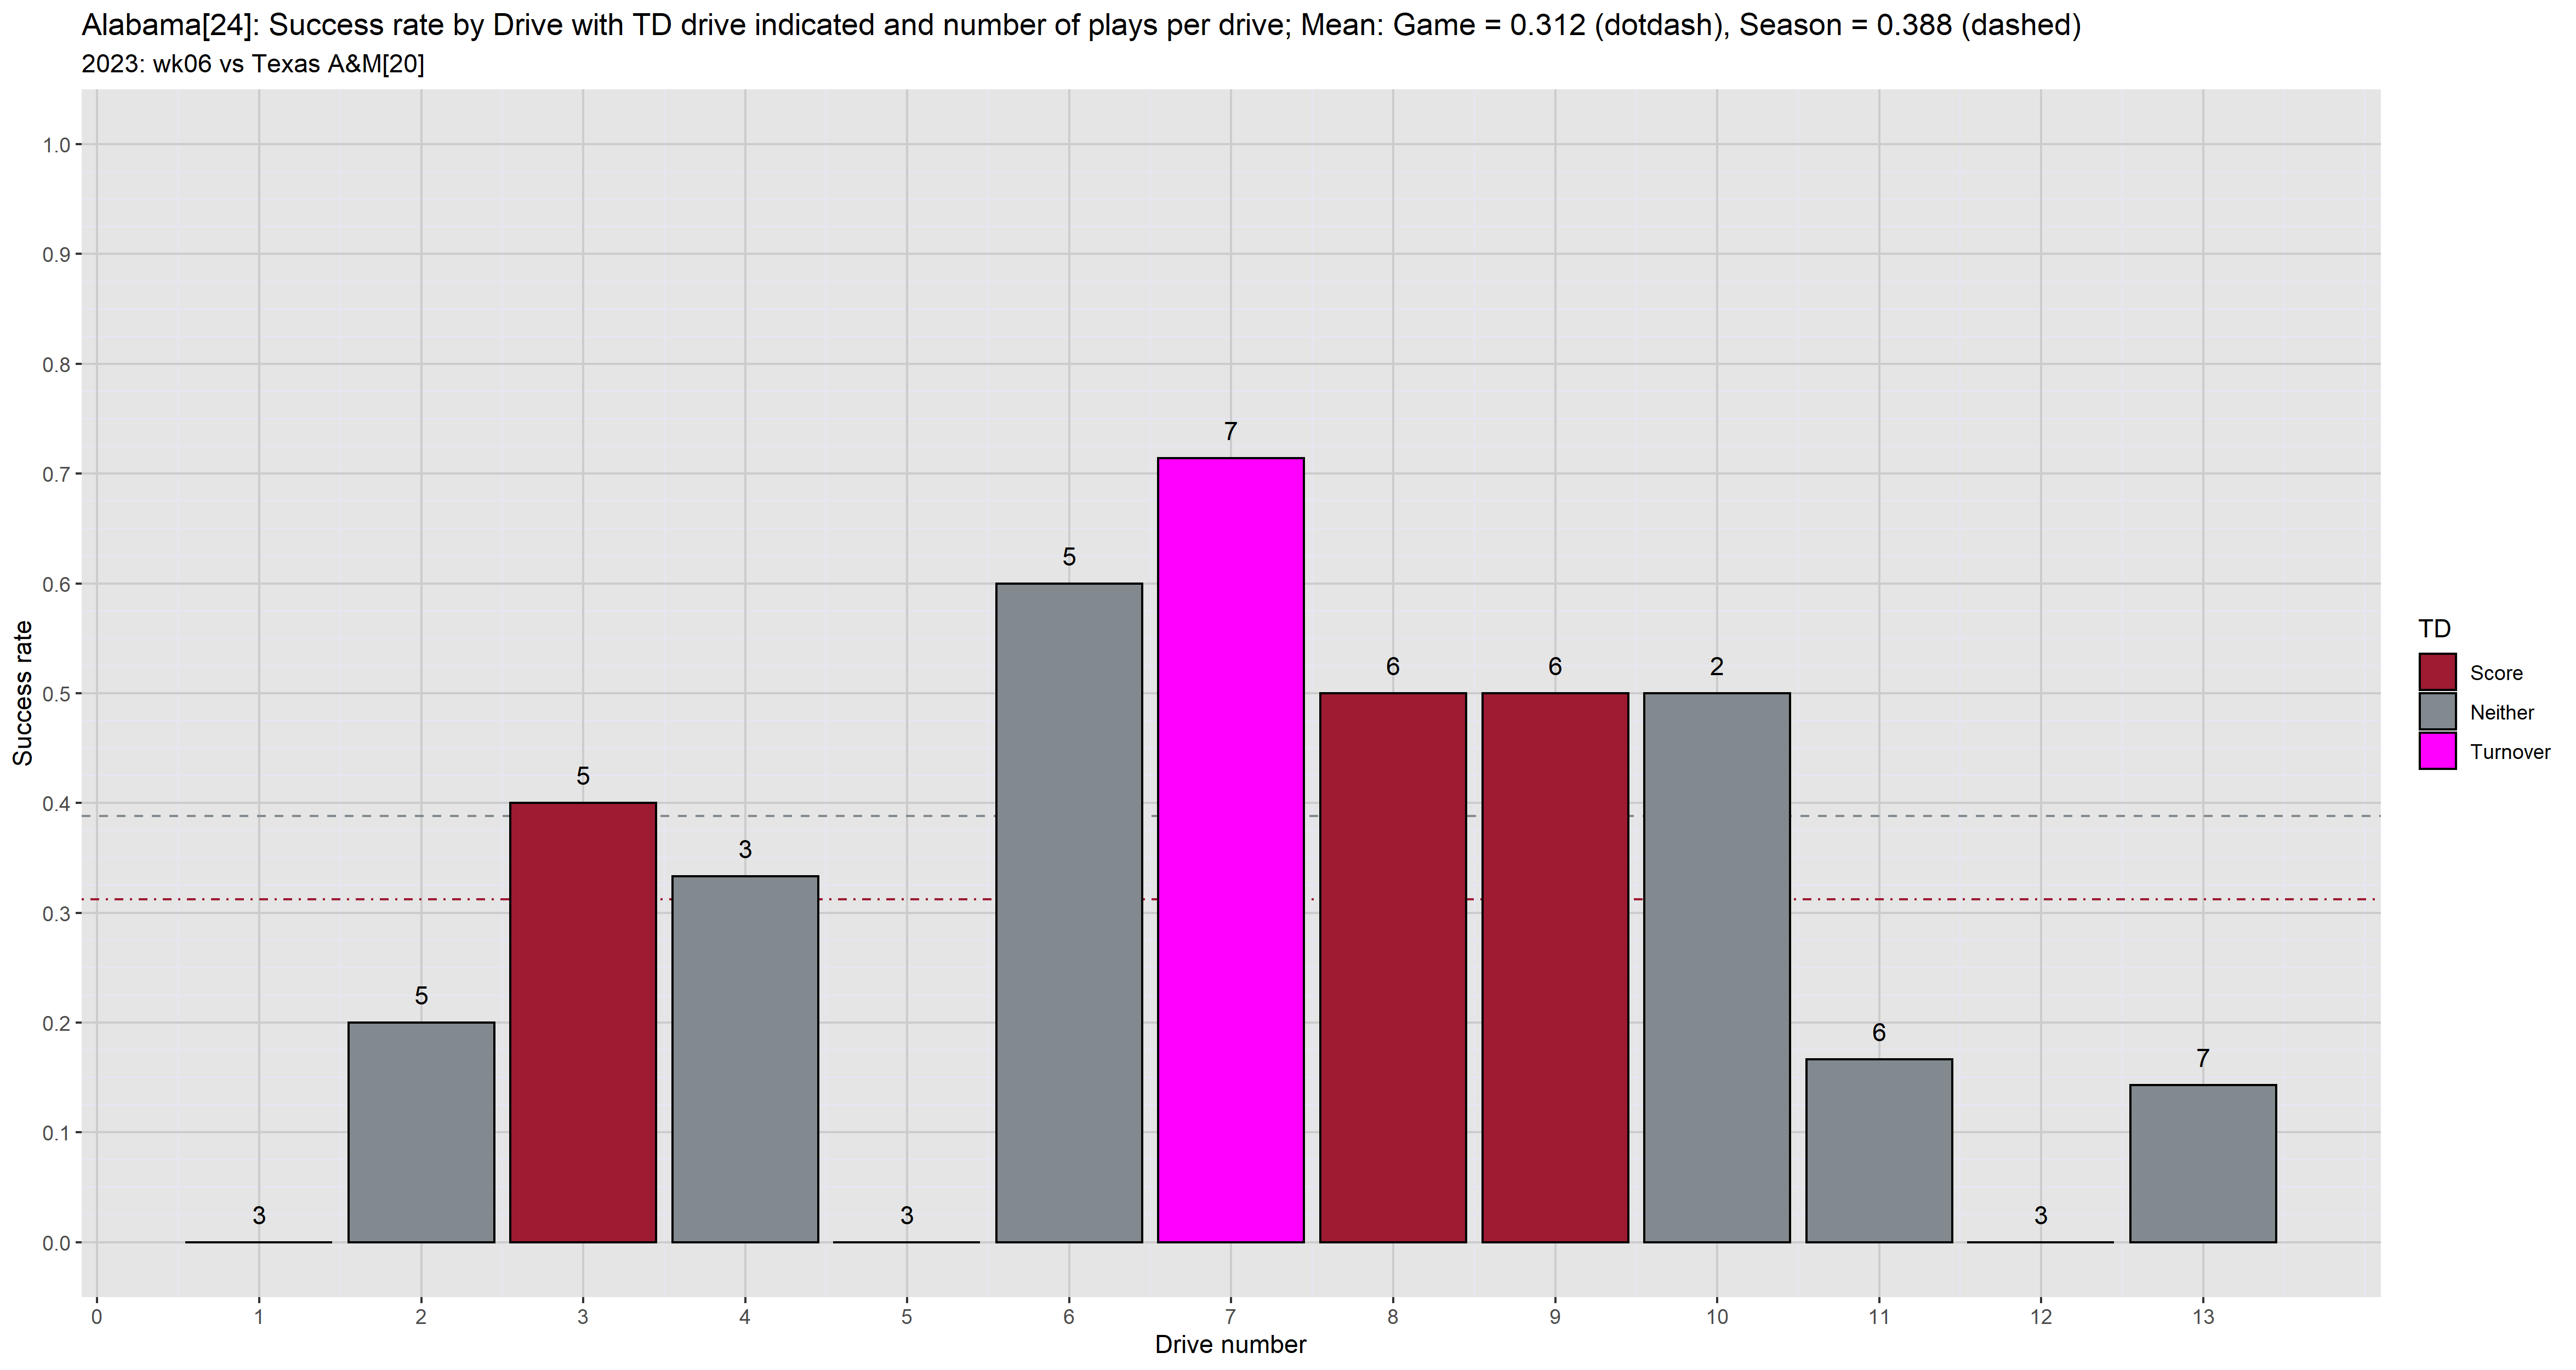 Alabama[24]: Success rate by Drive with TD drive indicated and number of plays per drive; Mean: Game = 0.312 (dotdash), Season = 0.388 (dashed)
2023: wk06 vs Texas A&M[20]
Success rate
1.0
0.9
0.8
0.7
0.6
0.5
0.4
0.3
0.2
0.1
0.0
3
5
5
3
3
5
7
6
6
2
6
3
7
0 1 2 3 4 5 6 7 8 9 10 11 12 13
Drive number
TD
Score
Neither
Turnover